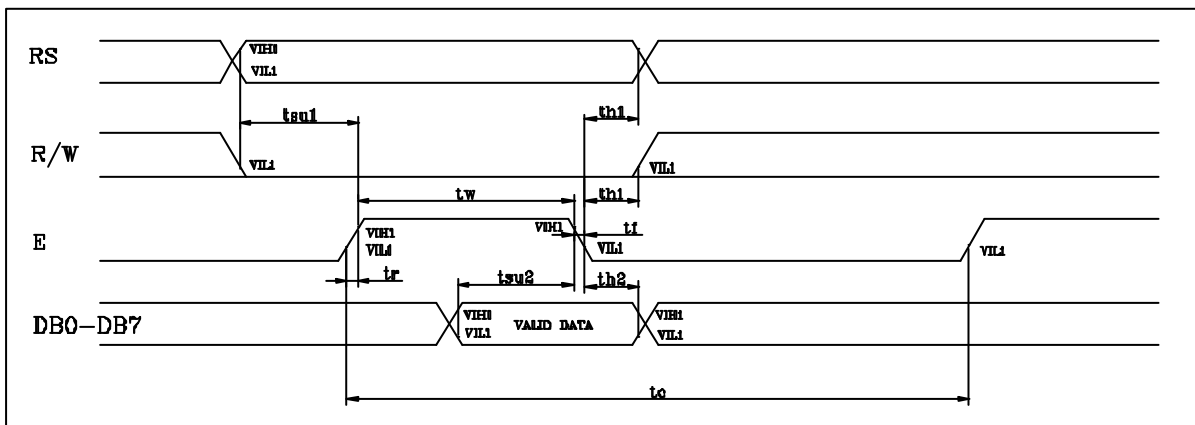 RS
VIH1
VIL1
tsu1
th1
R/W
VIL1
VIL1
tw
th1
E
VIH1
VIL1
VIH1
tf
VIL1
VIL1
tr
tsu2
th2
DB0-DB7
VIH1
VIL1
VALID DATA
VIH1
VIL1
tc